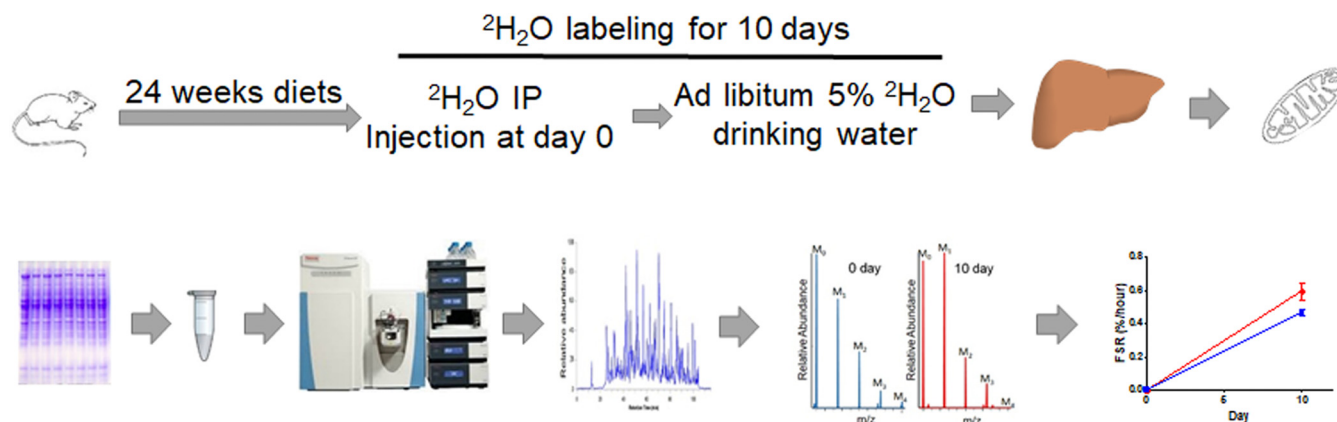 ²H₂O labeling for 10 days
24 weeks diets
²H₂O IP
Injection at day 0
Ad libitum 5% ²H₂O
drinking water
Relative abundance
Relative Abundance
M₀
M₁
M₂
M₃
M₄
0 day
m/z
Relative Abundance
M₀
M₁
M₂
M₃
M₄
10 day
m/z
FSR (%/hour)
0.8
0.6
0.4
0.2
0.0
0
5
10
Day